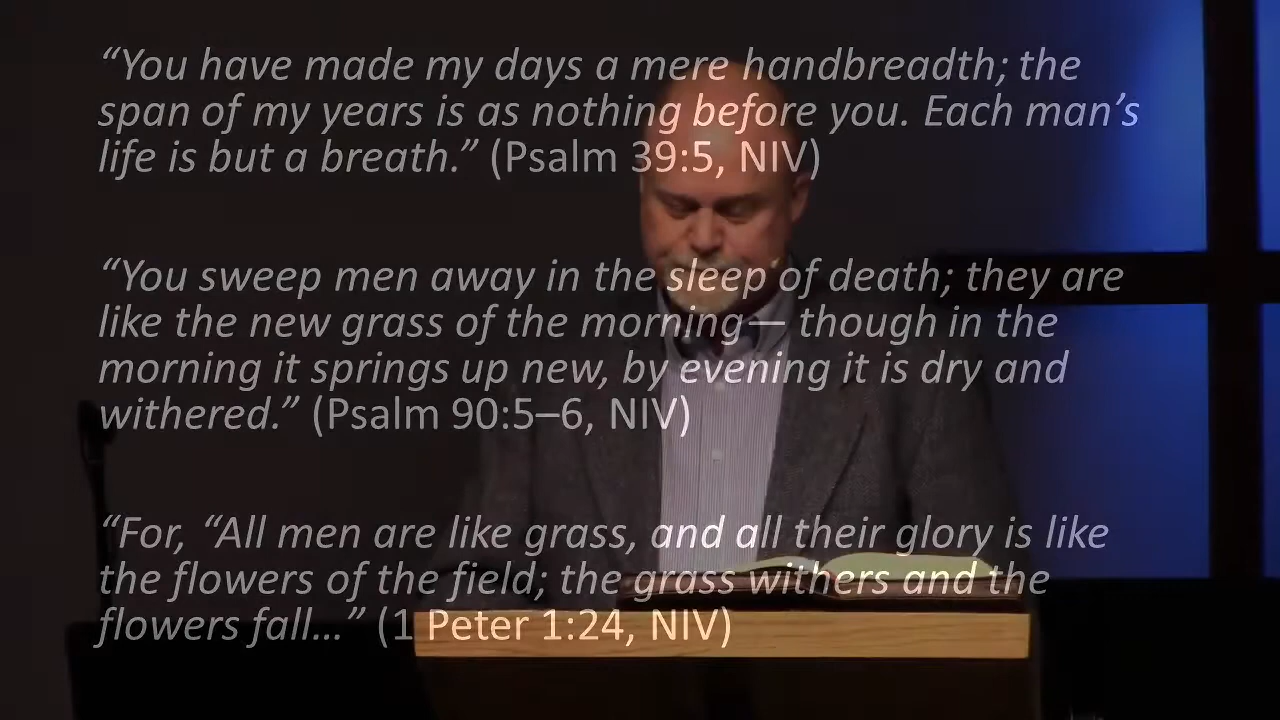 “You have made my days a mere handbreadth; the
span of my years is as nothing before you. Each man’s
life is but a breath.” (Psalm 39:5, NIV)
“You sweep men away in the sleep of death; they are
like the new grass of the morning— though in the
morning it springs up new, by evening it is dry and
withered.” (Psalm 90:5–6, NIV)
“For, “All men are like grass, and all their glory is like
the flowers of the field; the grass withers and the
flowers fall…” (1 Peter 1:24, NIV)